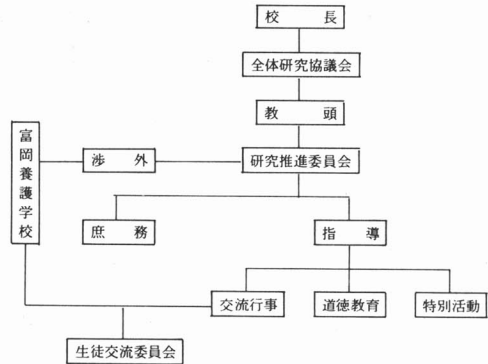 校長
全体研究協議会
教頭
富岡養護学校
渉外
研究推進委員会
庶務
指導
交流行事
道徳教育
特別活動
生徒交流委員会